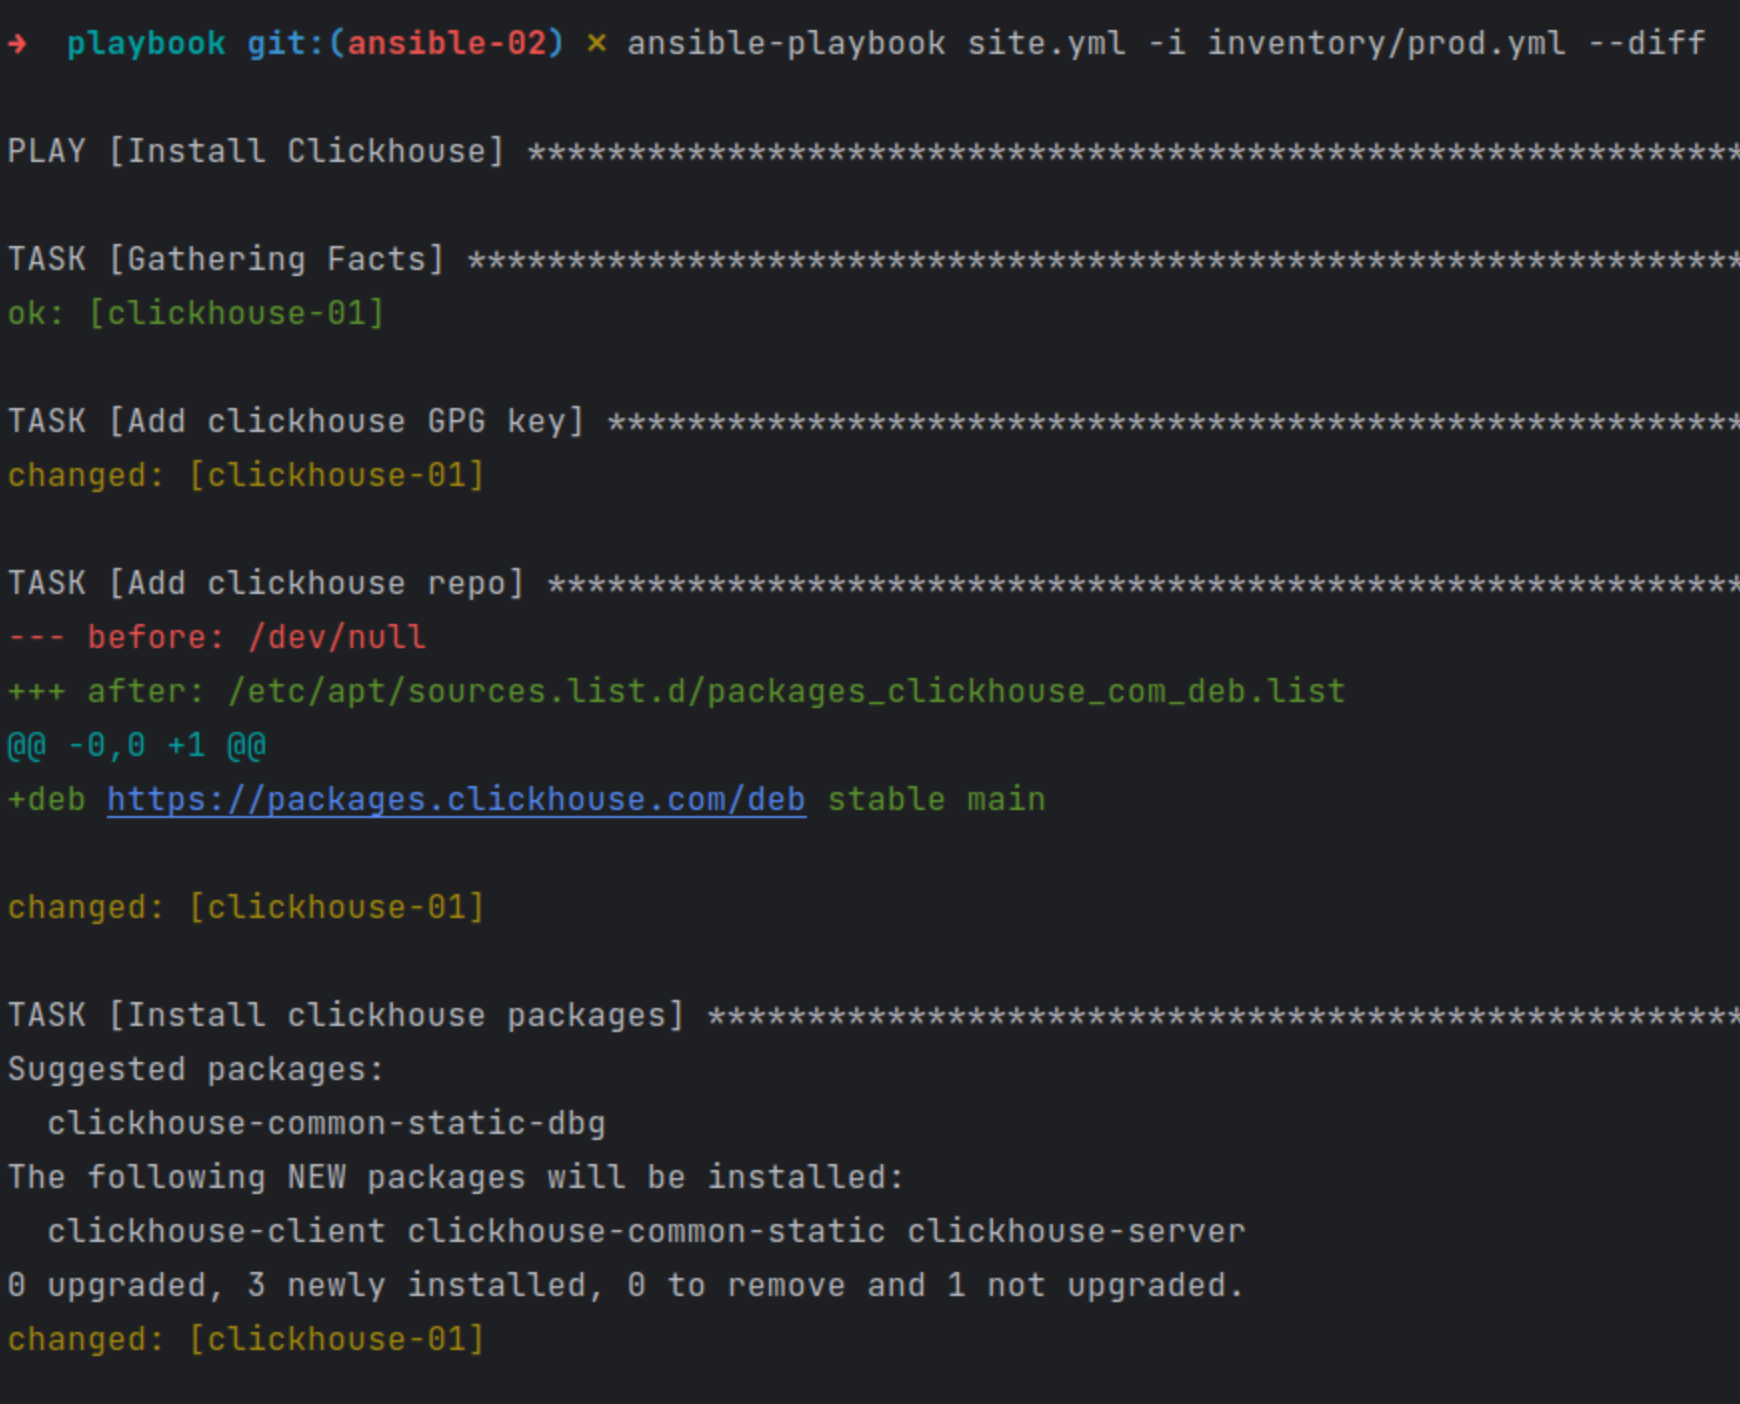 ➜ playbook git:(ansible-02) ✗ ansible-playbook site.yml -i inventory/prod.yml --diff
PLAY [Install Clickhouse] *************************************************************
TASK [Gathering Facts] ****************************************************************
ok: [clickhouse-01]
TASK [Add clickhouse GPG key] *********************************************************
changed: [clickhouse-01]
TASK [Add clickhouse repo] ************************************************************
--- before: /dev/null
+++ after: /etc/apt/sources.list.d/packages_clickhouse_com_deb.list
@@ -0,0 +1 @@
+deb https://packages.clickhouse.com/deb stable main
changed: [clickhouse-01]
TASK [Install clickhouse packages] ****************************************************
Suggested packages:
  clickhouse-common-static-dbg
The following NEW packages will be installed:
  clickhouse-client clickhouse-common-static clickhouse-server
0 upgraded, 3 newly installed, 0 to remove and 1 not upgraded.
changed: [clickhouse-01]